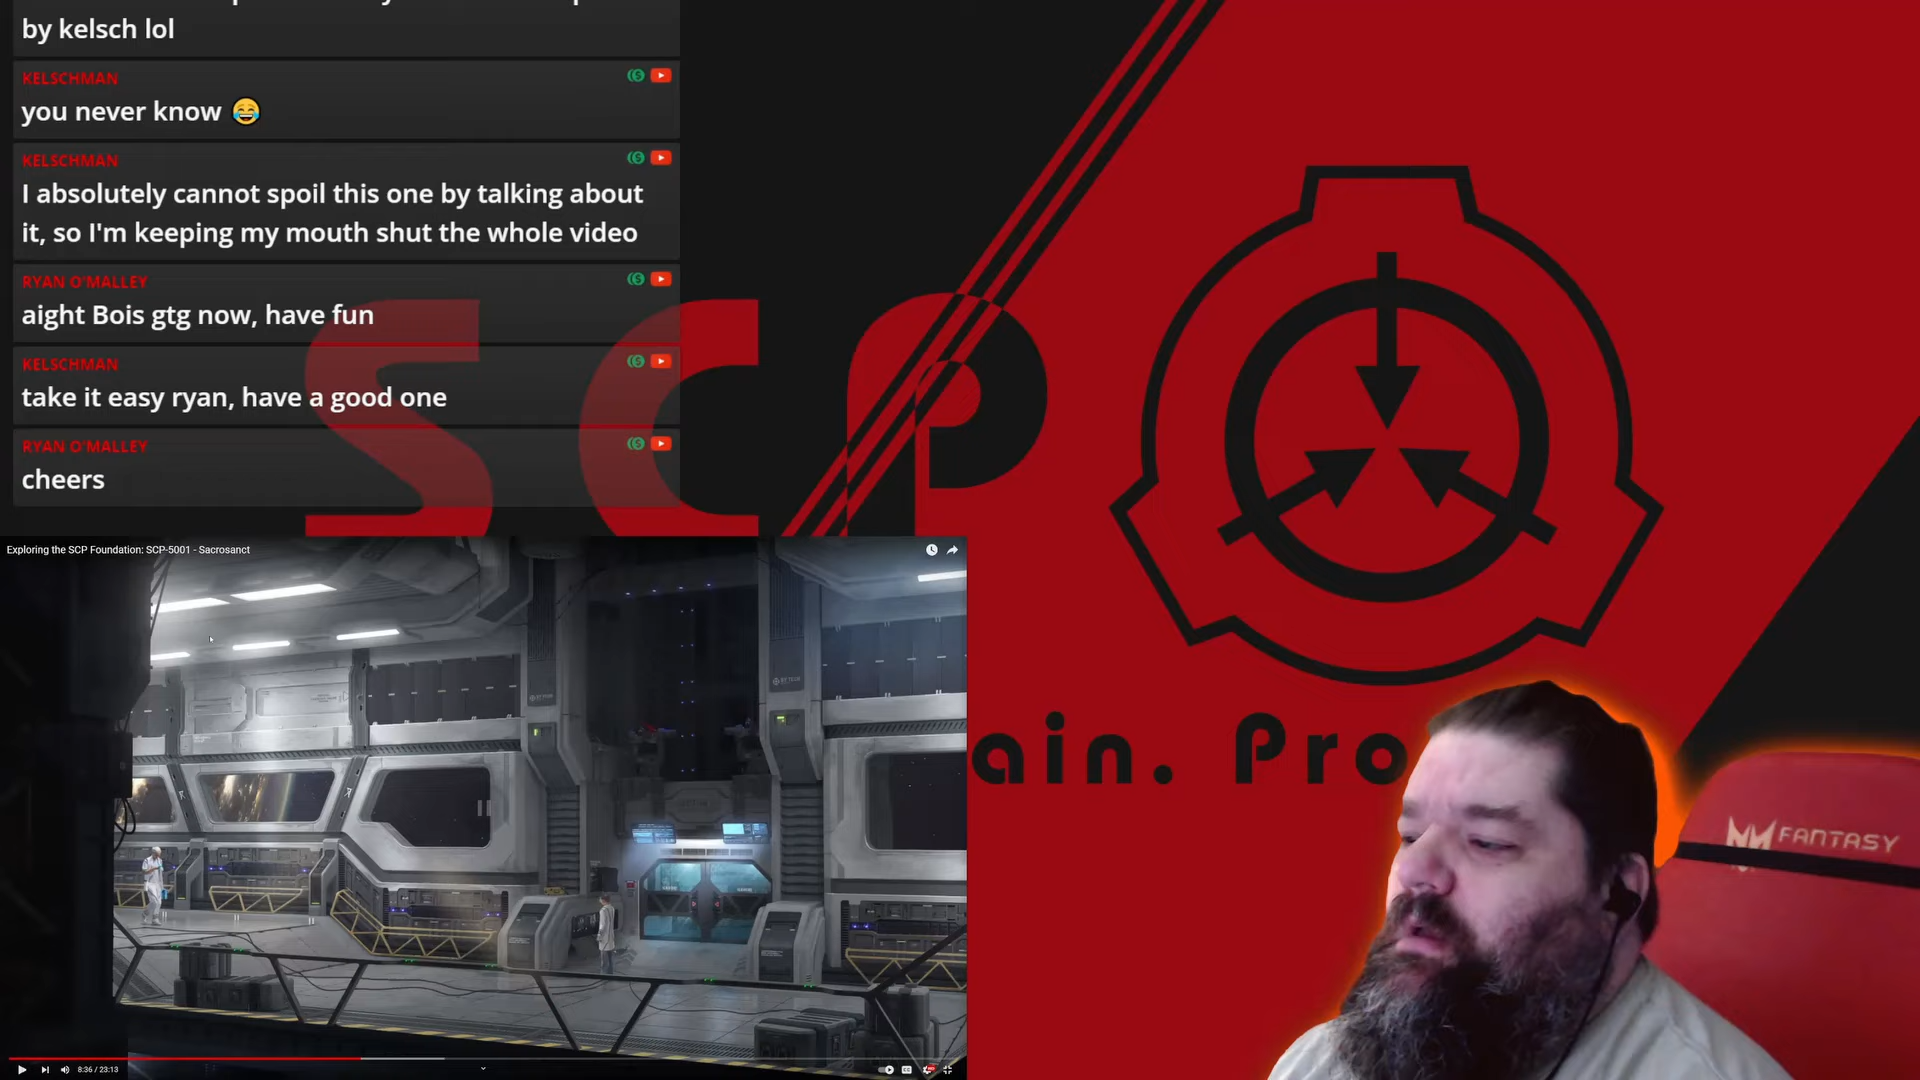 by kelsch lol
KELSCHMAN
you never know 😂
KELSCHMAN
I absolutely cannot spoil this one by talking about
it, so I'm keeping my mouth shut the whole video
RYAN O'MALLEY
aight Bois gtg now, have fun
KELSCHMAN
take it easy ryan, have a good one
RYAN O'MALLEY
cheers
SCP
ain. Pro
Exploring the SCP Foundation: SCP-5001 - Sacrosanct
FANTASY
8:36 / 23:13